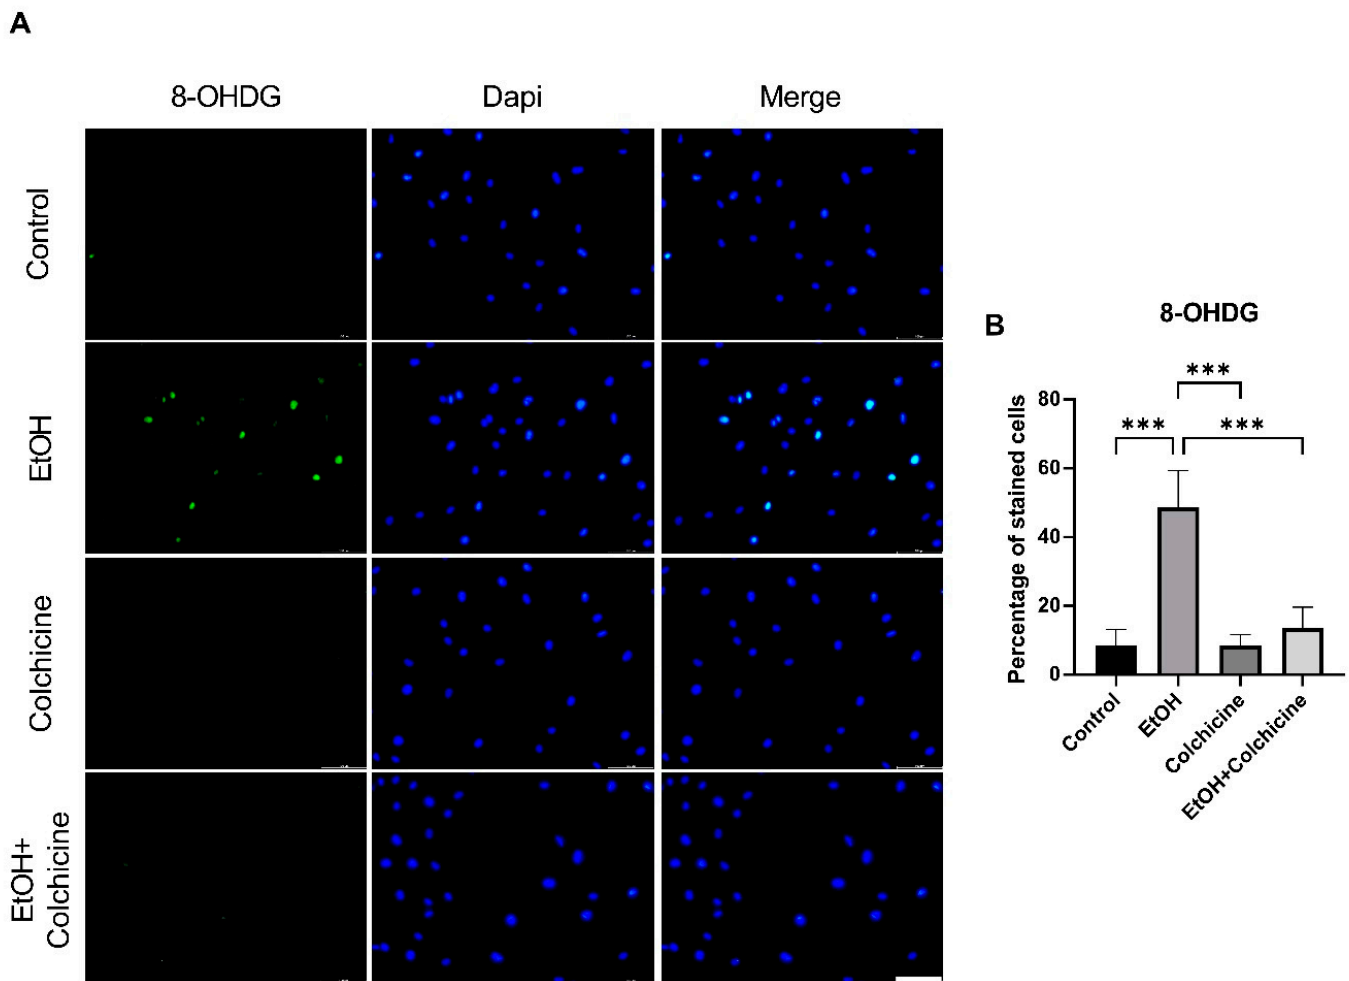 A
8-OHDG Dapi Merge
Control
EtOH
Colchicine
EtOH+
Colchicine
B
8-OHDG
***
*** ***
Percentage of stained cells
80
60
40
20
0
Control
EtOH
Colchicine
EtOH+Colchicine